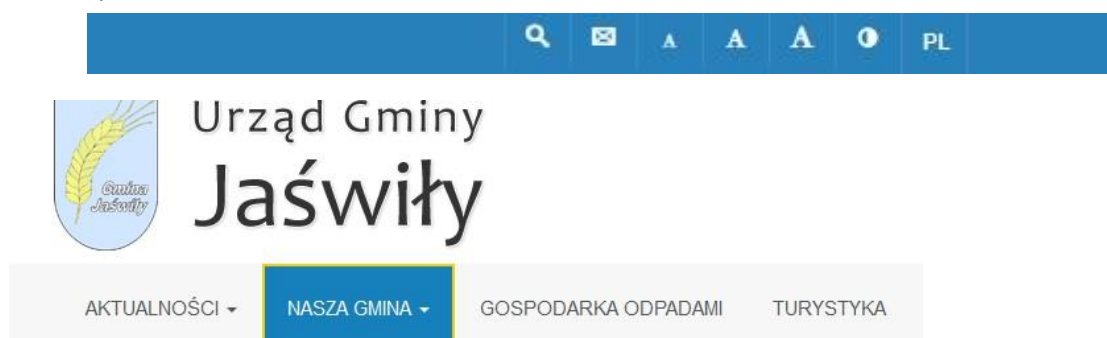 A A A PL
Urząd Gminy
Jaświły
Gmina
Jaświły
AKTUALNOŚCI NASZA GMINA GOSPODARKA ODPADAMI TURYSTYKA